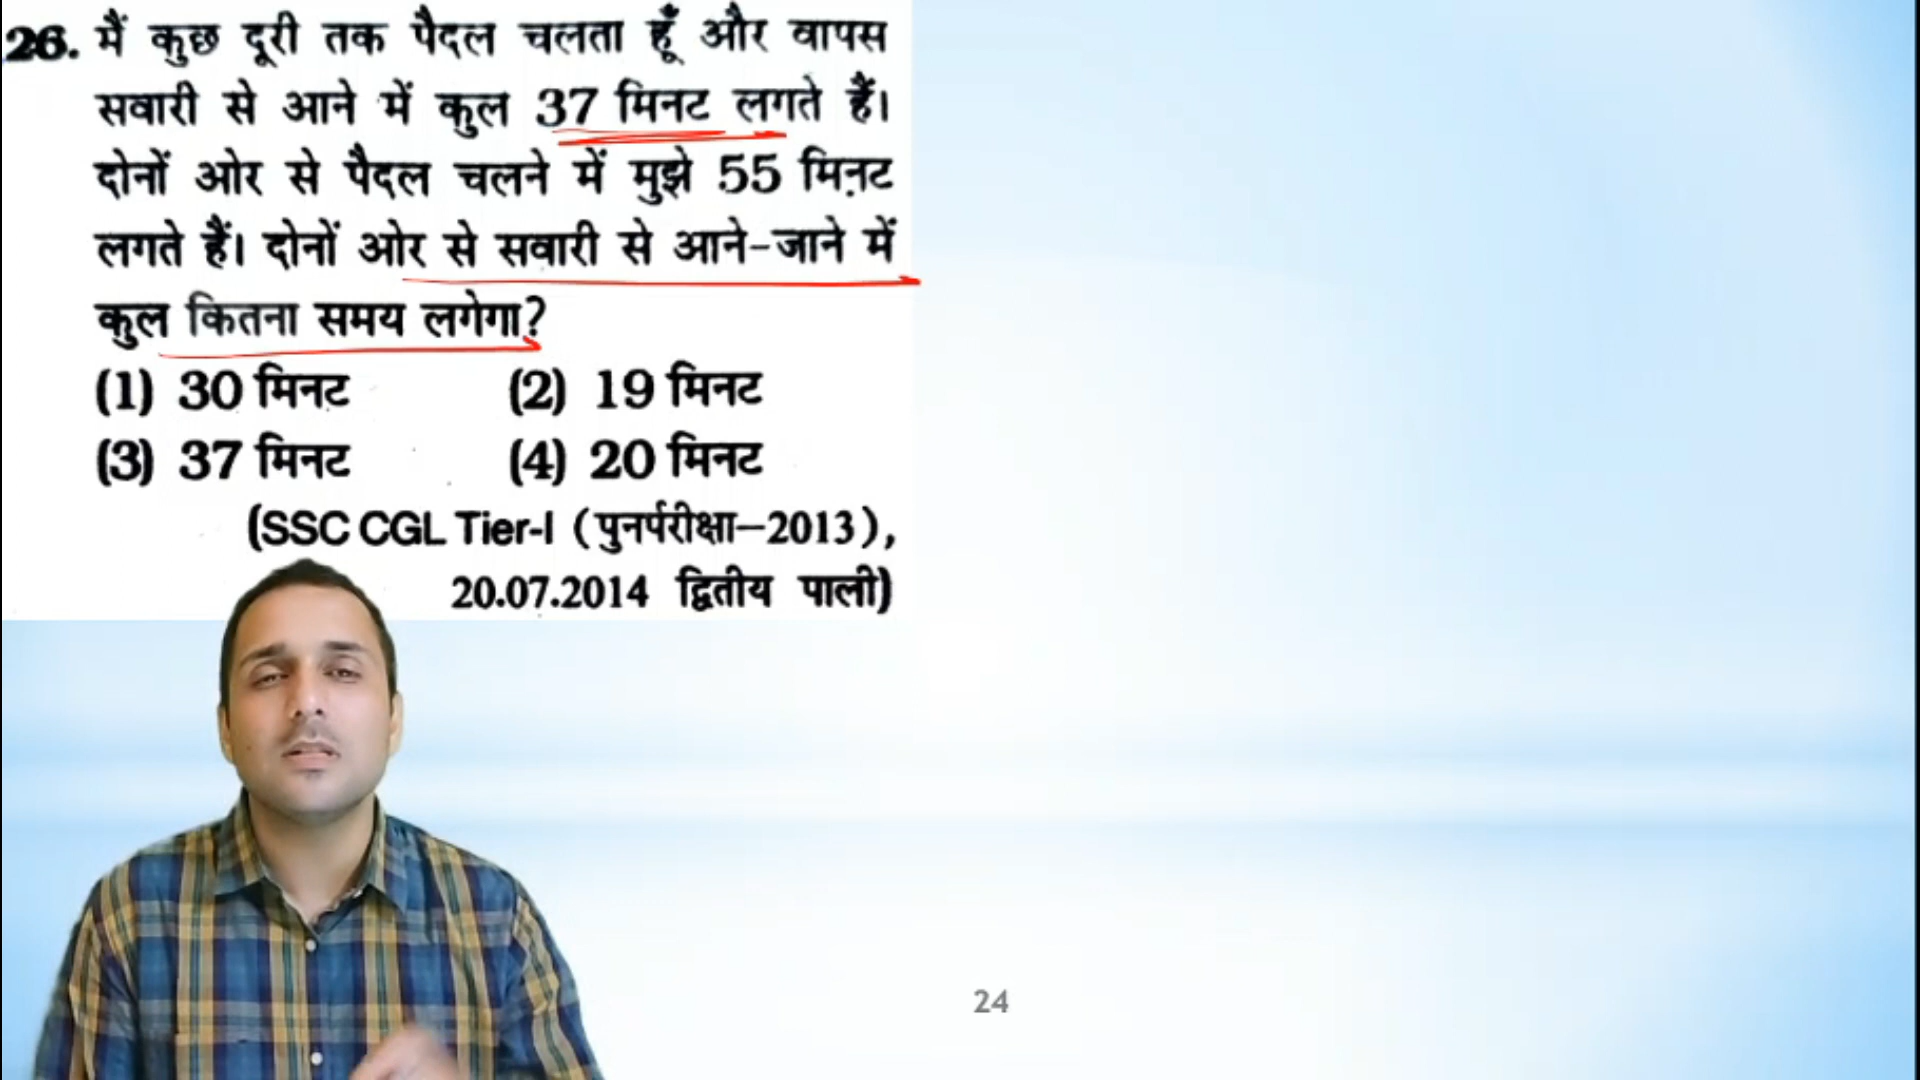 26. मैं कुछ दूरी तक पैदल चलता हूँ और वापस
सवारी से आने में कुल 37 मिनट लगते हैं।
दोनों ओर से पैदल चलने में मुझे 55 मिनट
लगते हैं। दोनों ओर से सवारी से आने-जाने में
कुल कितना समय लगेगा?
(1) 30 मिनट (2) 19 मिनट
(3) 37 मिनट (4) 20 मिनट
(SSC CGL Tier-I (पुनर्परीक्षा–2013),
20.07.2014 द्वितीय पाली)
24